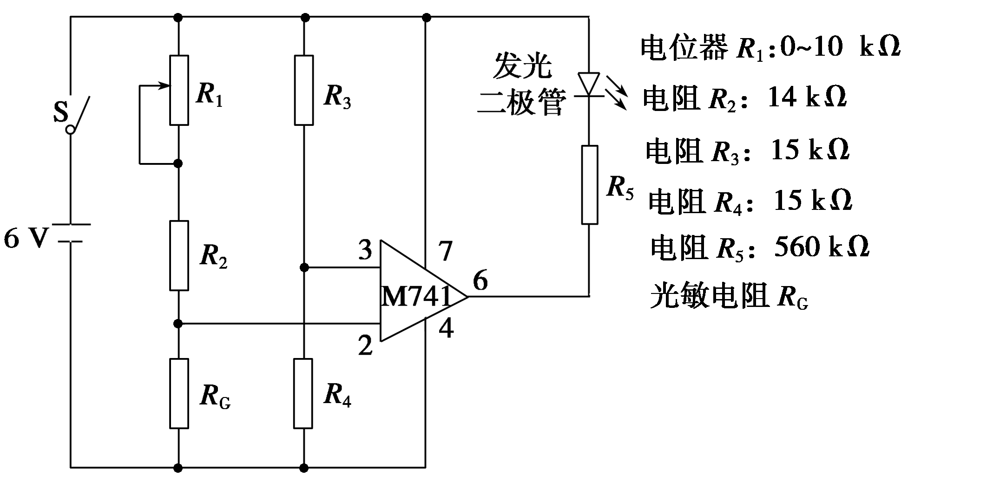 S
6 V
R1
R2
RG
R3
R4
3
2
M741
7
6
4
发光
二极管
R5
电位器 R1：0~10 kΩ
电阻 R2：14 kΩ
电阻 R3：15 kΩ
电阻 R4：15 kΩ
电阻 R5：560 kΩ
光敏电阻 RG